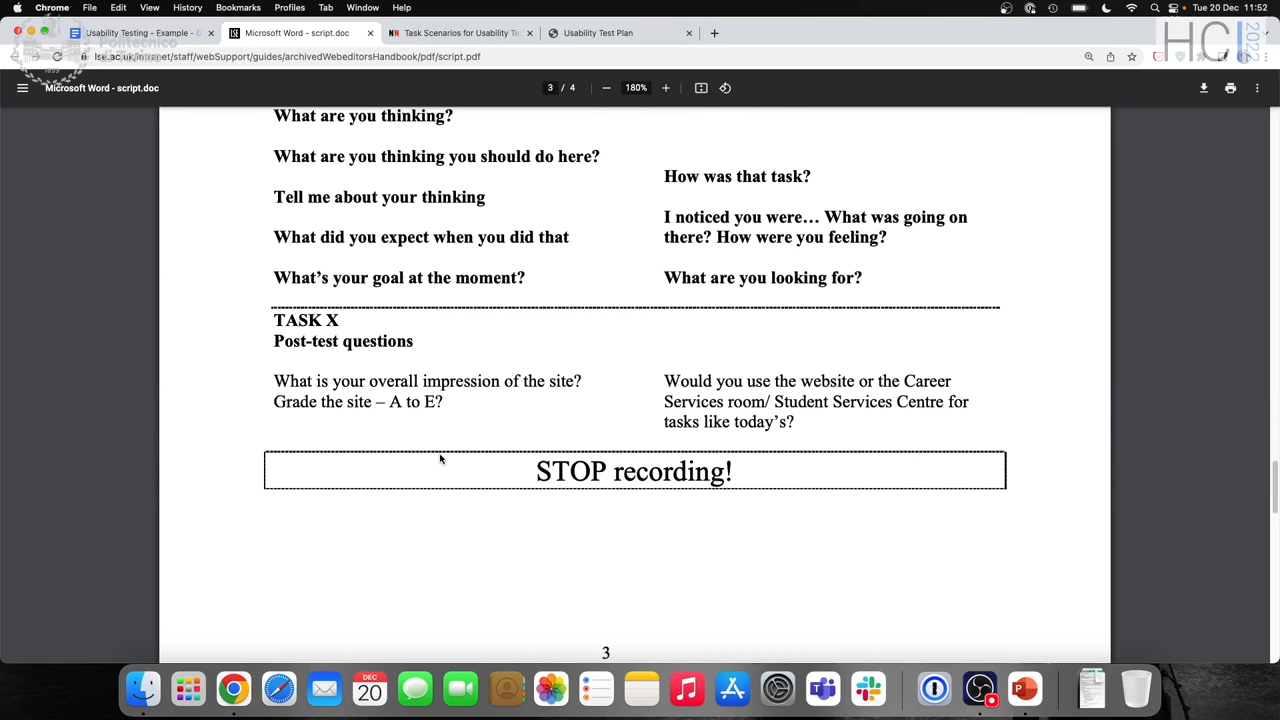 Chrome File Edit View History Bookmarks Profiles Tab Window Help
Tue 20 Dec 11:52
Usability Testing - Example - G
Microsoft Word - script.doc
Task Scenarios for Usability Te
Usability Test Plan
Politecnico
di Torino
1859
HCI 2022
lse.ac.uk/intranet/staff/webSupport/guides/archivedWebeditorsHandbook/pdf/script.pdf
Microsoft Word - script.doc
3 / 4
180%
What are you thinking?
What are you thinking you should do here?
Tell me about your thinking
What did you expect when you did that
What's your goal at the moment?
How was that task?
I noticed you were… What was going on
there? How were you feeling?
What are you looking for?
TASK X
Post-test questions
What is your overall impression of the site?
Grade the site – A to E?
Would you use the website or the Career
Services room/ Student Services Centre for
tasks like today's?
STOP recording!
3
DEC
20